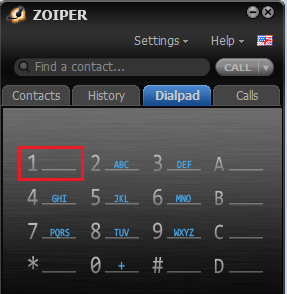 ZOIPER
Settings Help
Find a contact... CALL
Contacts History Dialpad Calls
1 2 ABC 3 DEF A
4 GHI 5 JKL 6 MNO B
7 PQRS 8 TUV 9 WXYZ C
* 0 + # D